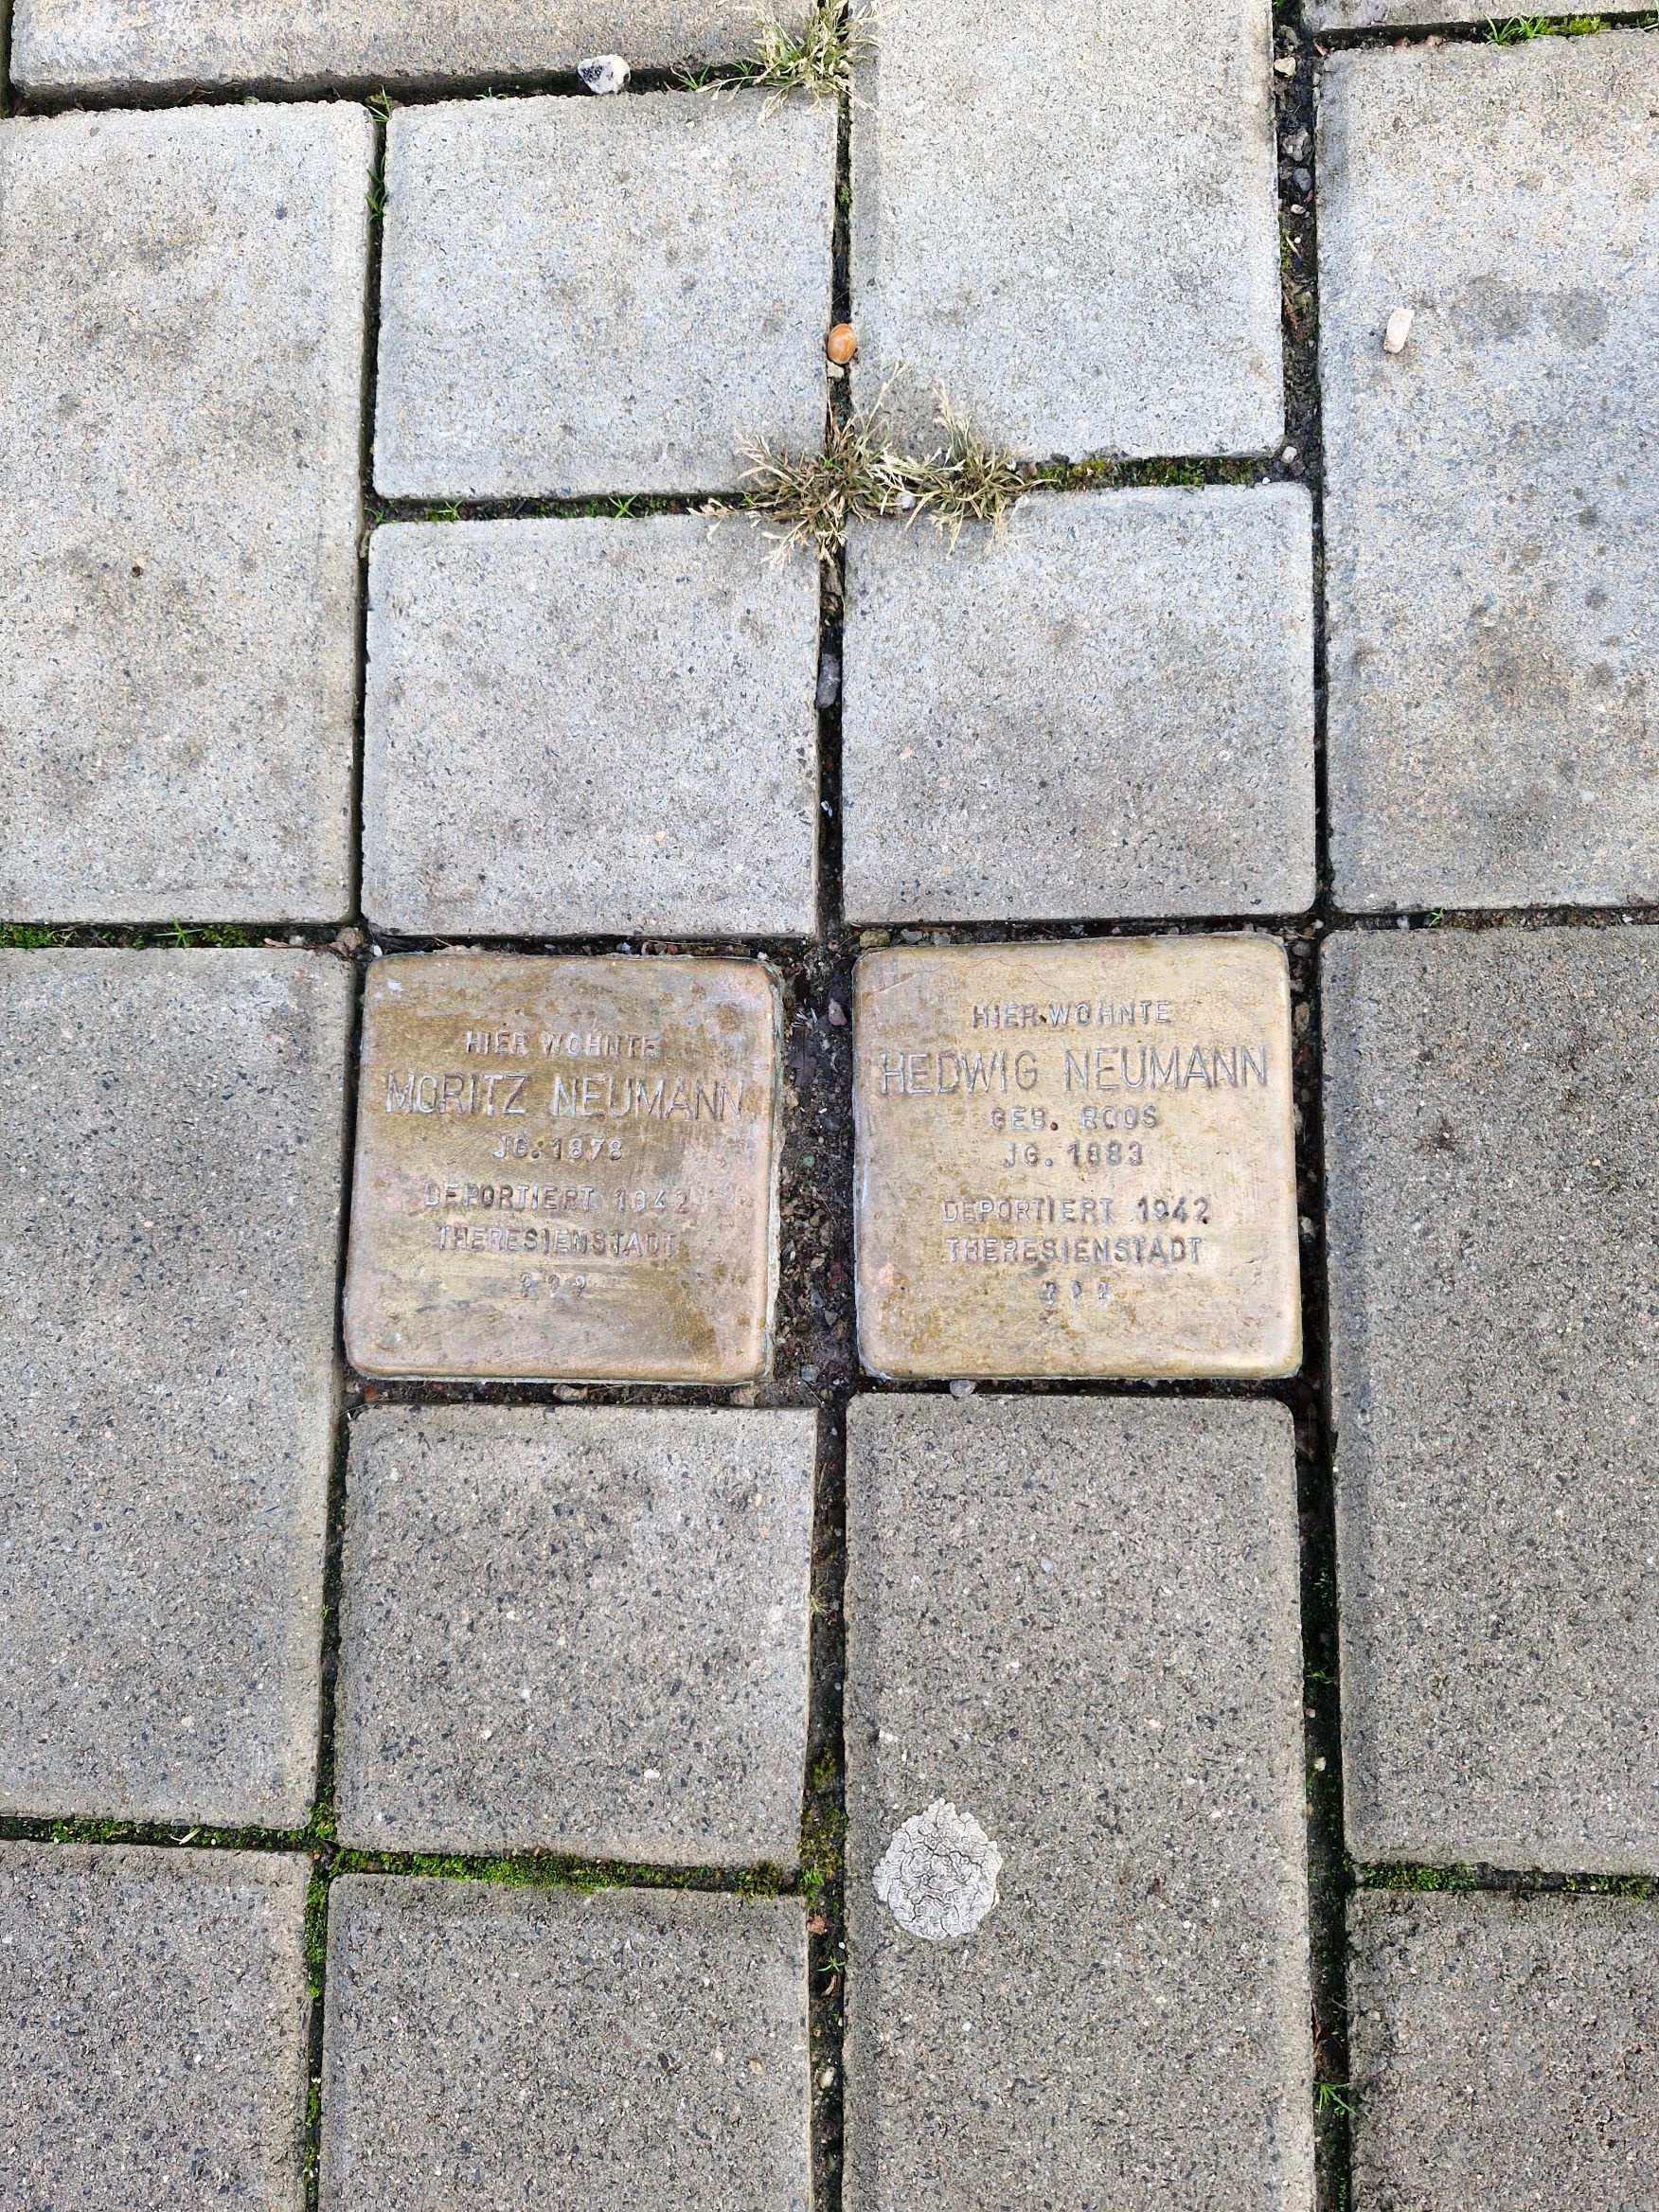 HIER WOHNTE
MORITZ NEUMANN
JG. 1878
DEPORTIERT 1942
THERESIENSTADT
???
HIER WOHNTE
HEDWIG NEUMANN
GEB. ROOS
JG. 1883
DEPORTIERT 1942
THERESIENSTADT
???